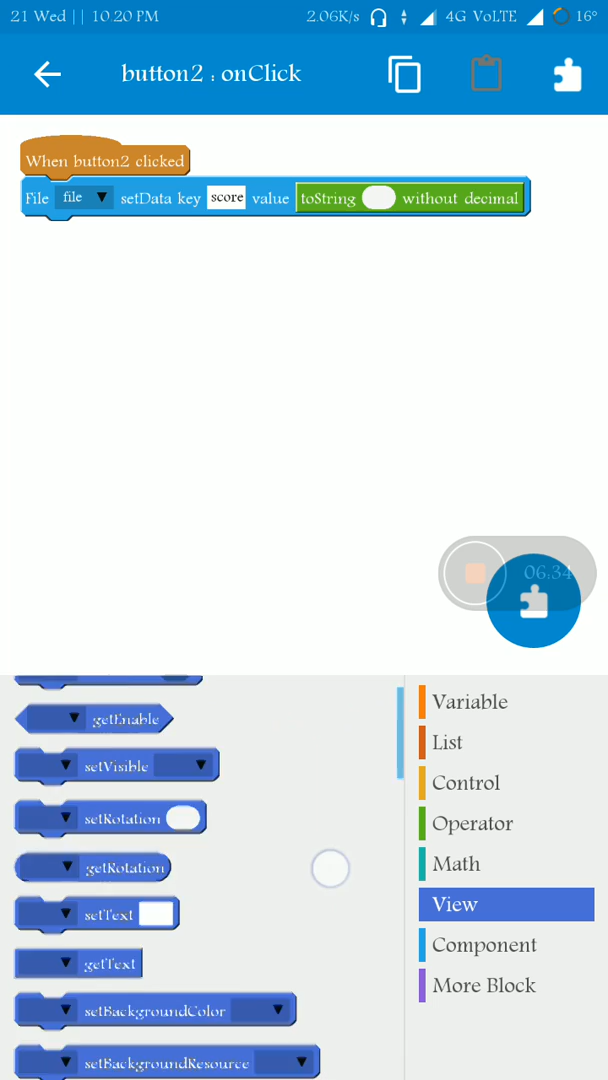 21 Wed || 10:20 PM 2.06K/s 4G VoLTE 16°
button2 : onClick
When button2 clicked
File file setData key score value toString without decimal
06:34
getEnable
setVisible
setRotation
getRotation
setText
getText
setBackgroundColor
setBackgroundResource
Variable
List
Control
Operator
Math
View
Component
More Block